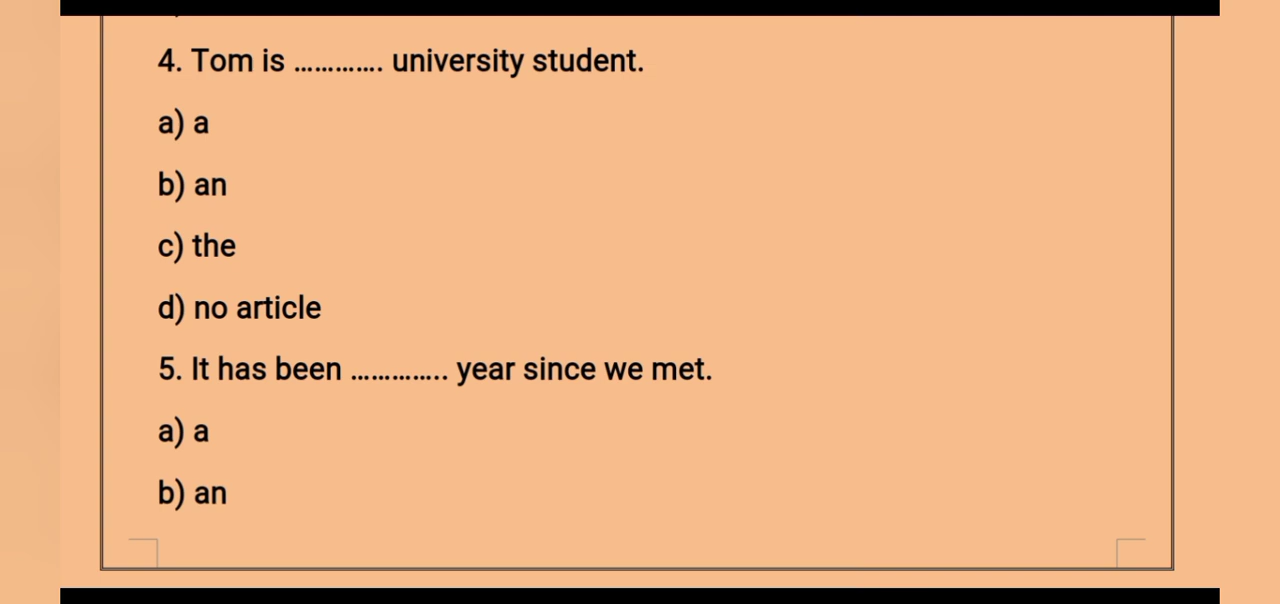 4. Tom is ............. university student.
a) a
b) an
c) the
d) no article
5. It has been .............. year since we met.
a) a
b) an